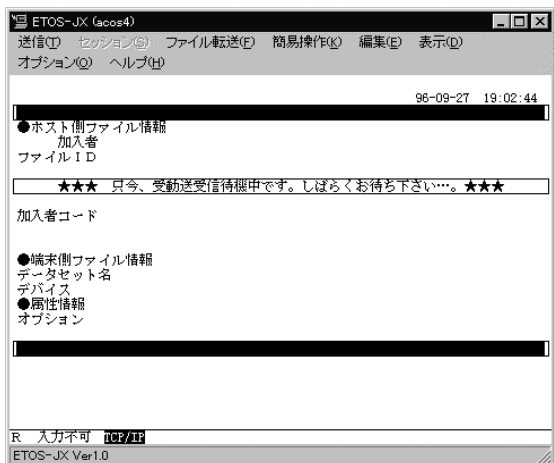 ETOS-JX (acos4)
送信(T) セッション(S) ファイル転送(F) 簡易操作(K) 編集(E) 表示(D)
オプション(O) ヘルプ(H)
96-09-27 19:02:44
●ホスト側ファイル情報
加入者
ファイルID
★★★ 只今、受動送受信待機中です。しばらくお待ち下さい…。★★★
加入者コード
●端末側ファイル情報
データセット名
デバイス
●属性情報
オプション
R 入力不可 TCP/IP
ETOS-JX Ver1.0